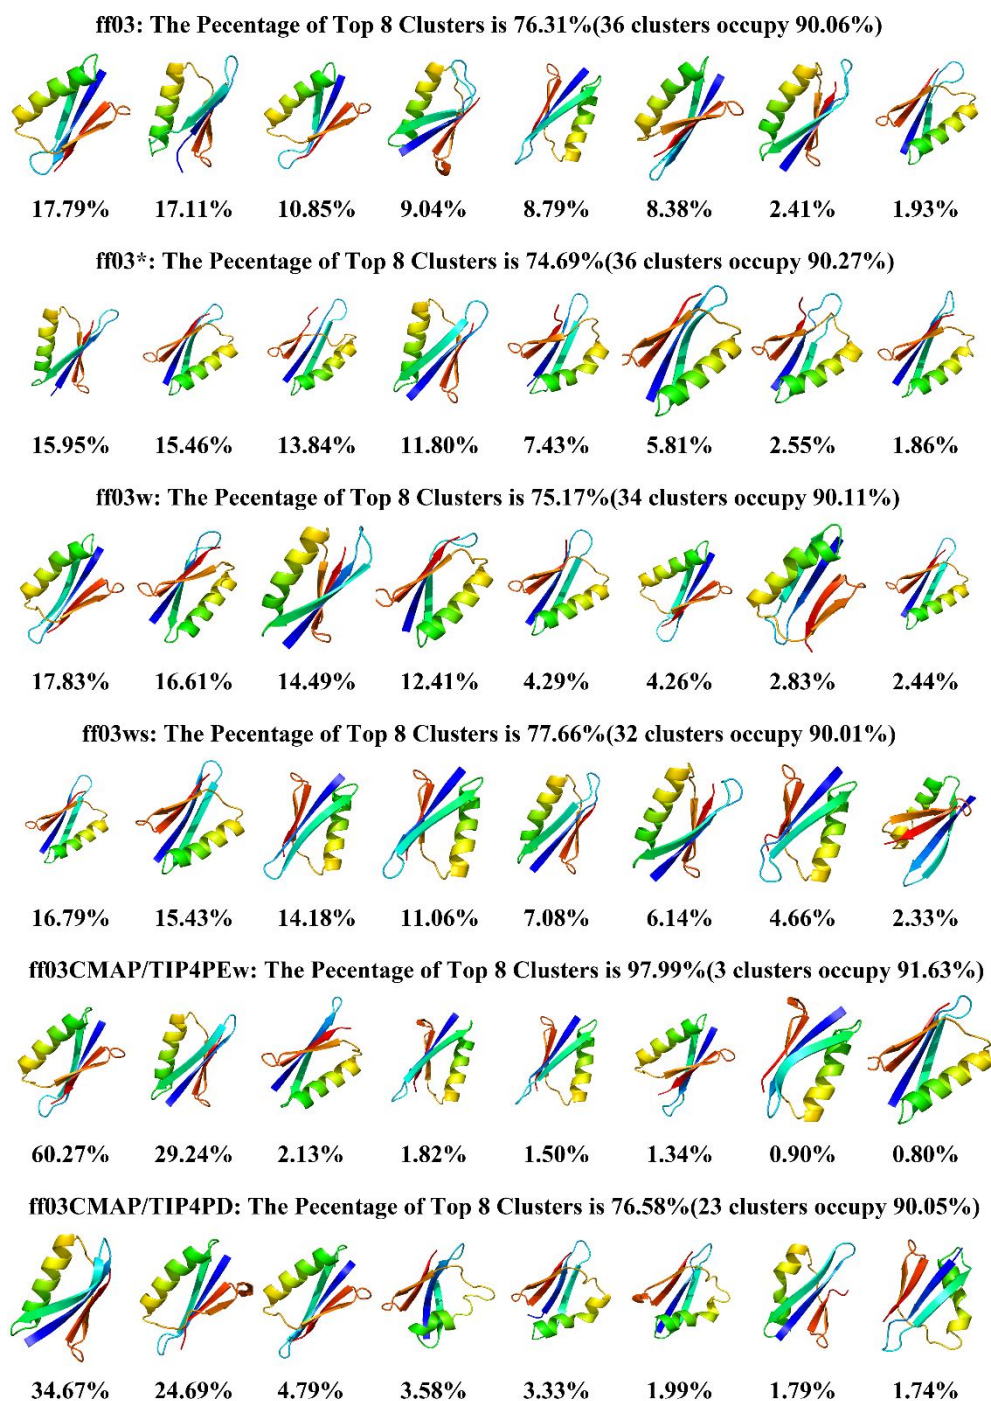 ff03: The Pecentage of Top 8 Clusters is 76.31%(36 clusters occupy 90.06%)
17.79% 17.11% 10.85% 9.04% 8.79% 8.38% 2.41% 1.93%
ff03*: The Pecentage of Top 8 Clusters is 74.69%(36 clusters occupy 90.27%)
15.95% 15.46% 13.84% 11.80% 7.43% 5.81% 2.55% 1.86%
ff03w: The Pecentage of Top 8 Clusters is 75.17%(34 clusters occupy 90.11%)
17.83% 16.61% 14.49% 12.41% 4.29% 4.26% 2.83% 2.44%
ff03ws: The Pecentage of Top 8 Clusters is 77.66%(32 clusters occupy 90.01%)
16.79% 15.43% 14.18% 11.06% 7.08% 6.14% 4.66% 2.33%
ff03CMAP/TIP4PEw: The Pecentage of Top 8 Clusters is 97.99%(3 clusters occupy 91.63%)
60.27% 29.24% 2.13% 1.82% 1.50% 1.34% 0.90% 0.80%
ff03CMAP/TIP4PD: The Pecentage of Top 8 Clusters is 76.58%(23 clusters occupy 90.05%)
34.67% 24.69% 4.79% 3.58% 3.33% 1.99% 1.79% 1.74%